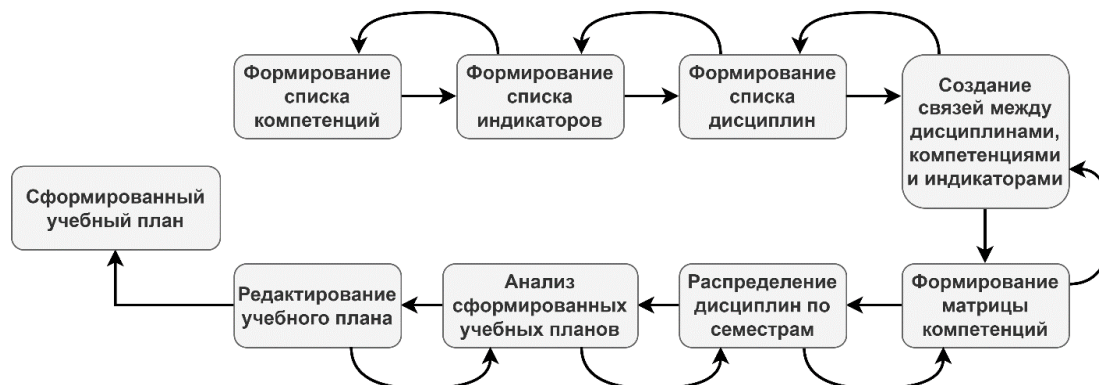 Формирование
списка
компетенций
Формирование
списка
индикаторов
Формирование
списка
дисциплин
Создание
связей между
дисциплинами,
компетенциями
и индикаторами
Сформированный
учебный план
Редактирование
учебного плана
Анализ
сформированных
учебных планов
Распределение
дисциплин по
семестрам
Формирование
матрицы
компетенций